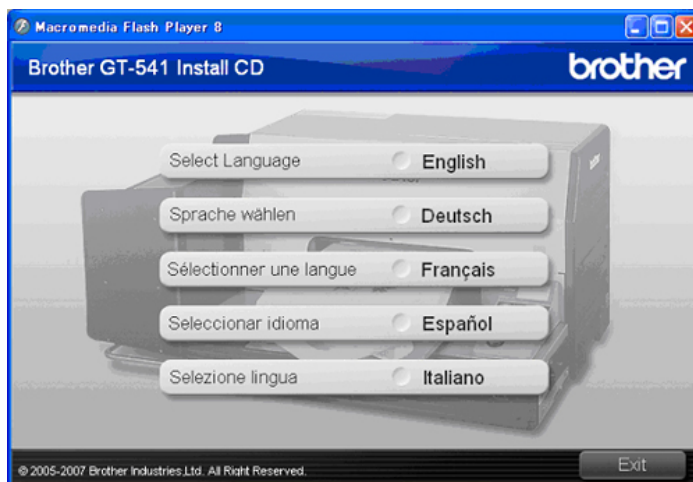 Macromedia Flash Player 8
Brother GT-541 Install CD
brother
Select Language English
Sprache wählen Deutsch
Sélectionner une langue Français
Seleccionar idioma Español
Selezione lingua Italiano
© 2005-2007 Brother Industries,Ltd. All Right Reserved.
Exit